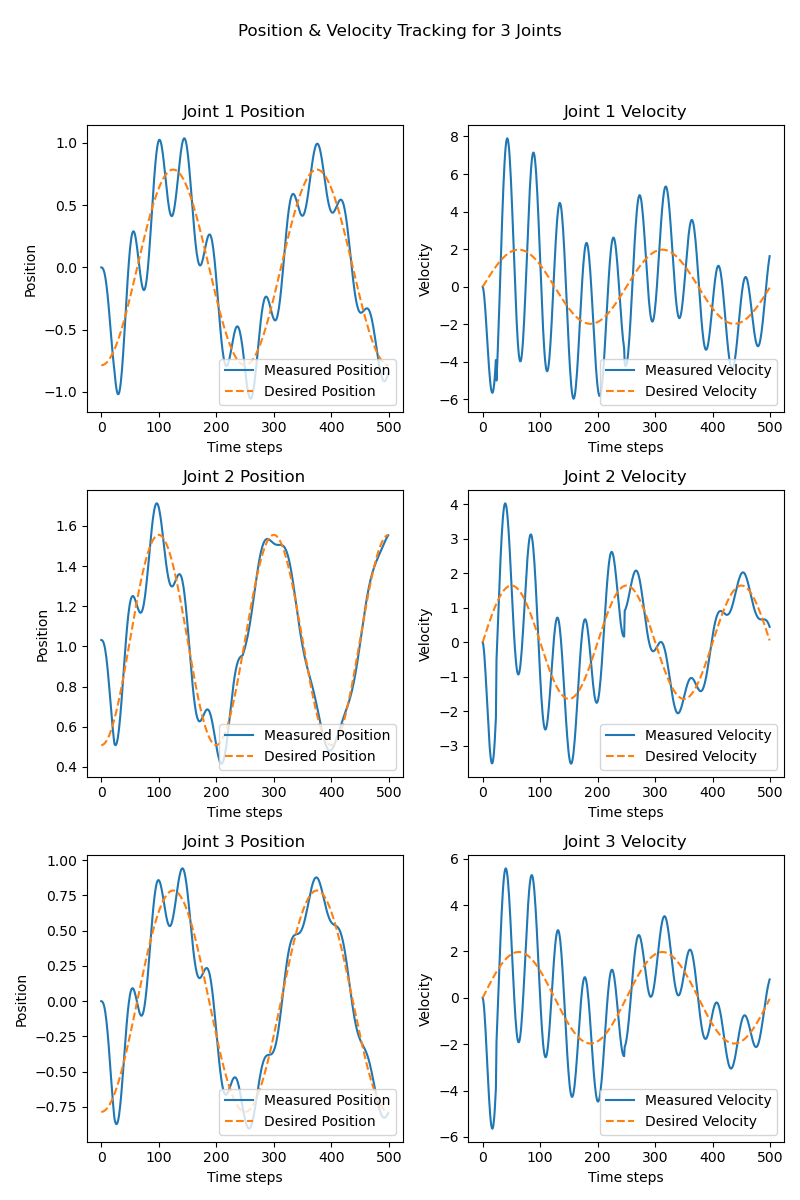 Position & Velocity Tracking for 3 Joints
Joint 1 Position
1.0
0.5
0.0
−0.5
−1.0
Position
0 100 200 300 400 500
Time steps
Measured Position
Desired Position
Joint 1 Velocity
8
6
4
2
0
−2
−4
−6
Velocity
0 100 200 300 400 500
Time steps
Measured Velocity
Desired Velocity
Joint 2 Position
1.6
1.4
1.2
1.0
0.8
0.6
0.4
Position
0 100 200 300 400 500
Time steps
Measured Position
Desired Position
Joint 2 Velocity
4
3
2
1
0
−1
−2
−3
Velocity
0 100 200 300 400 500
Time steps
Measured Velocity
Desired Velocity
Joint 3 Position
1.00
0.75
0.50
0.25
0.00
−0.25
−0.50
−0.75
Position
0 100 200 300 400 500
Time steps
Measured Position
Desired Position
Joint 3 Velocity
6
4
2
0
−2
−4
−6
Velocity
0 100 200 300 400 500
Time steps
Measured Velocity
Desired Velocity